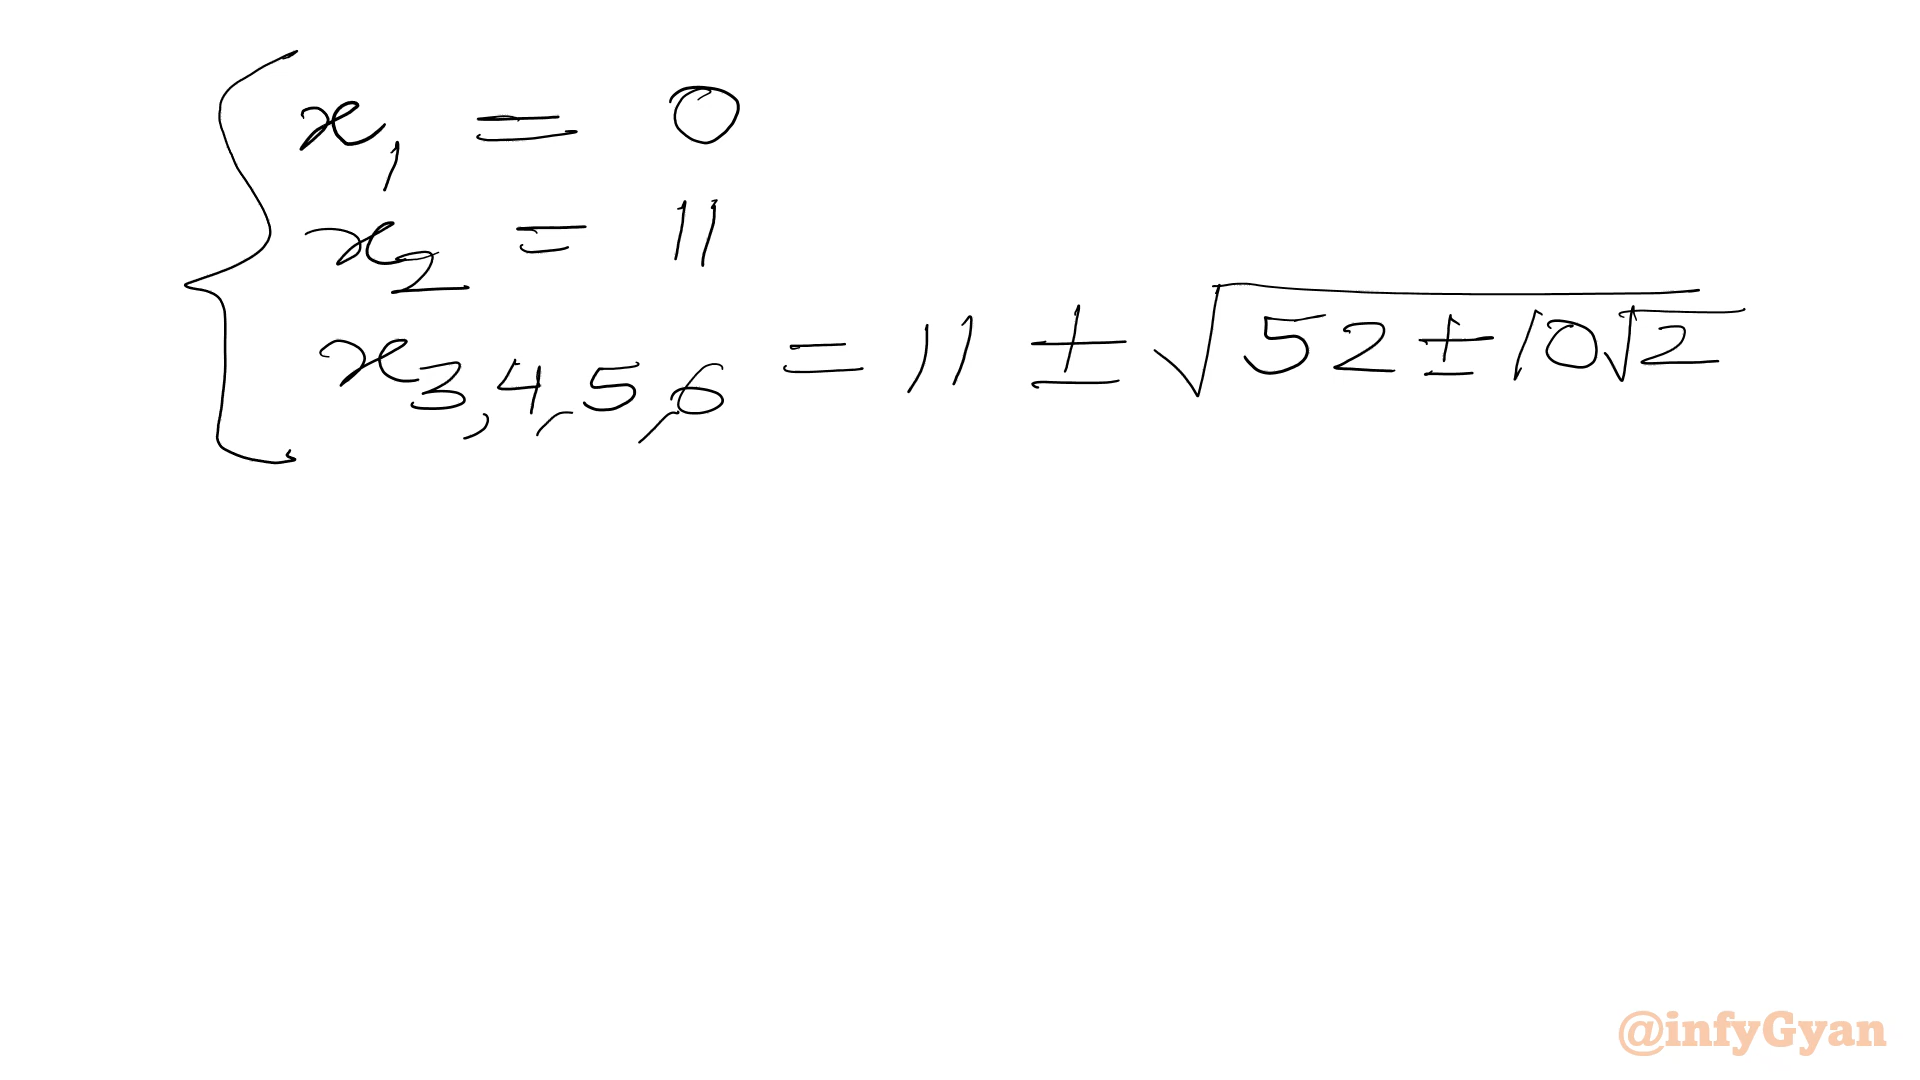 x₁ = 0
x₂ = 11
x₃,₄,₅,₆ = 11 ± √(52 ± 10√2)
@infyGyan